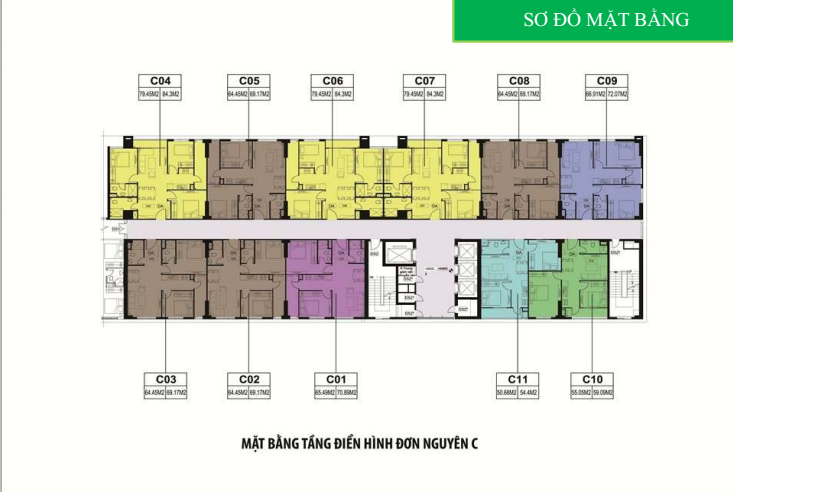 SƠ ĐỒ MẶT BẰNG
C04 C05 C06 C07 C08 C09
79.45M2 84.3M2 64.45M2 69.17M2 79.45M2 84.3M2 79.45M2 84.3M2 64.45M2 69.17M2 66.91M2 72.07M2
C03 C02 C01 C11 C10
64.45M2 69.17M2 64.45M2 69.17M2 65.49M2 70.89M2 50.68M2 54.4M2 55.05M2 59.09M2
MẶT BẰNG TẦNG ĐIỂN HÌNH ĐƠN NGUYÊN C